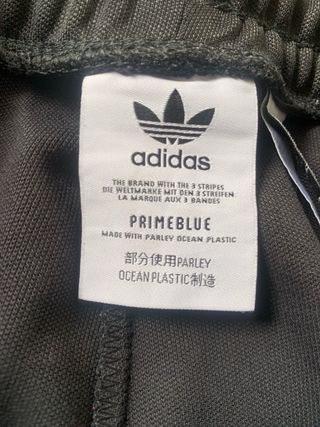 adidas
THE BRAND WITH THE 3 STRIPES
DIE WELTMARKE MIT DEN 3 STREIFEN
LA MARQUE AUX 3 BANDES
PRIMEBLUE
MADE WITH PARLEY OCEAN PLASTIC
部分使用PARLEY
OCEAN PLASTIC制造